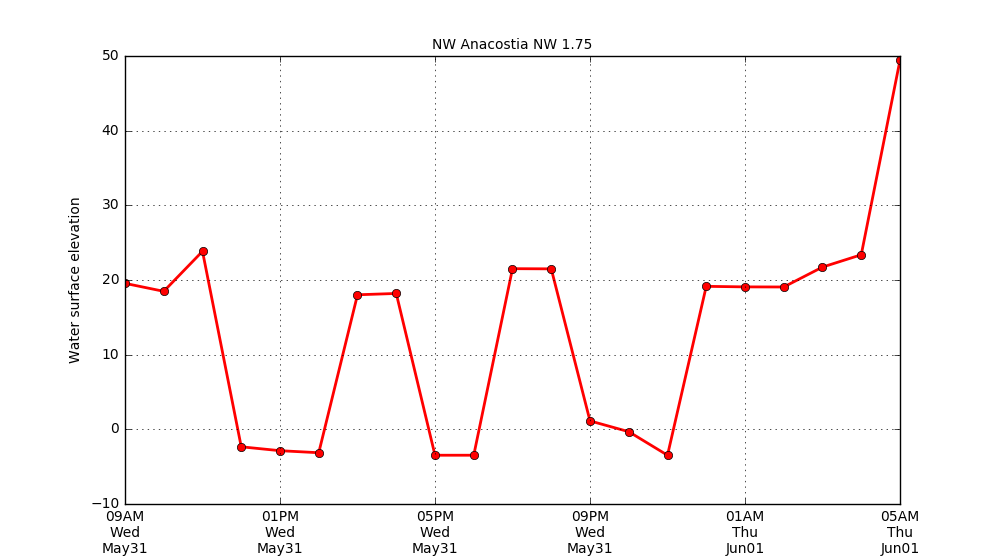 NW Anacostia NW 1.75
50
40
30
20
10
0
−10
Water surface elevation
09AM
Wed
May31
01PM
Wed
May31
05PM
Wed
May31
09PM
Wed
May31
01AM
Thu
Jun01
05AM
Thu
Jun01